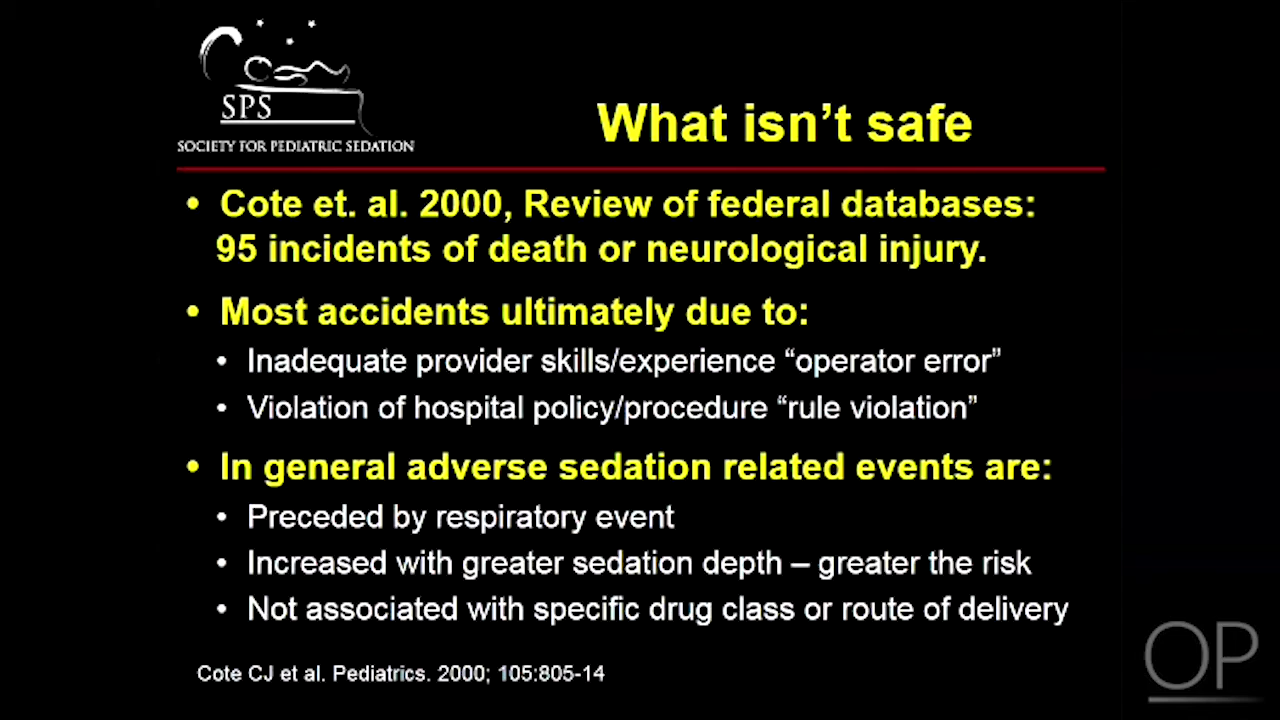 SPS
SOCIETY FOR PEDIATRIC SEDATION
What isn’t safe
• Cote et. al. 2000, Review of federal databases:
95 incidents of death or neurological injury.
• Most accidents ultimately due to:
• Inadequate provider skills/experience “operator error”
• Violation of hospital policy/procedure “rule violation”
• In general adverse sedation related events are:
• Preceded by respiratory event
• Increased with greater sedation depth – greater the risk
• Not associated with specific drug class or route of delivery
Cote CJ et al. Pediatrics. 2000; 105:805-14
OP